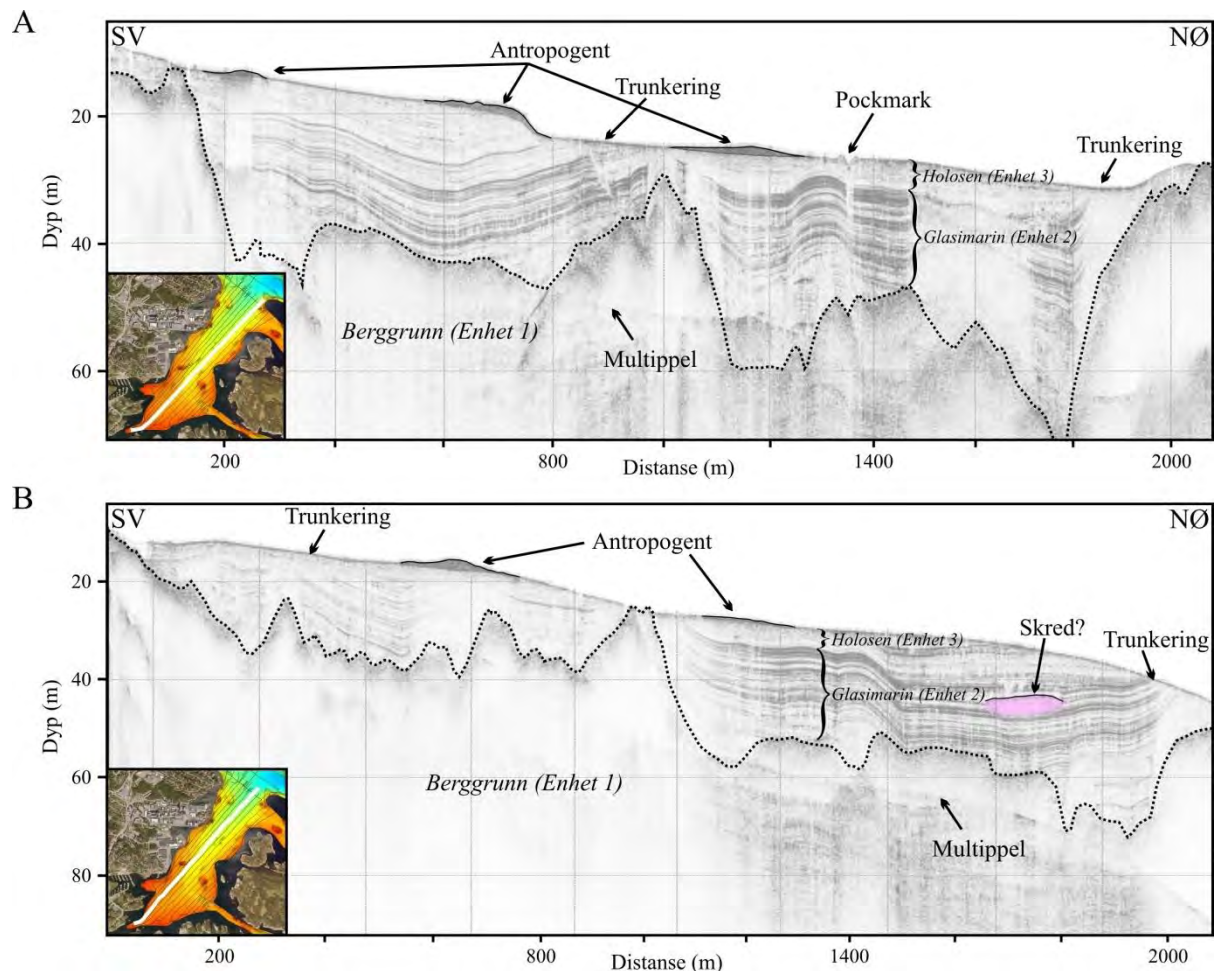 A
SV
NØ
Antropogent
Trunkering
Pockmark
Trunkering
Holosen (Enhet 3)
Glasimarin (Enhet 2)
Berggrunn (Enhet 1)
Multippel
Dyp (m)
20
40
60
200
800
1400
2000
Distanse (m)
B
SV
NØ
Trunkering
Antropogent
Skred?
Trunkering
Holosen (Enhet 3)
Glasimarin (Enhet 2)
Berggrunn (Enhet 1)
Multippel
Dyp (m)
20
40
60
80
200
800
1400
2000
Distanse (m)